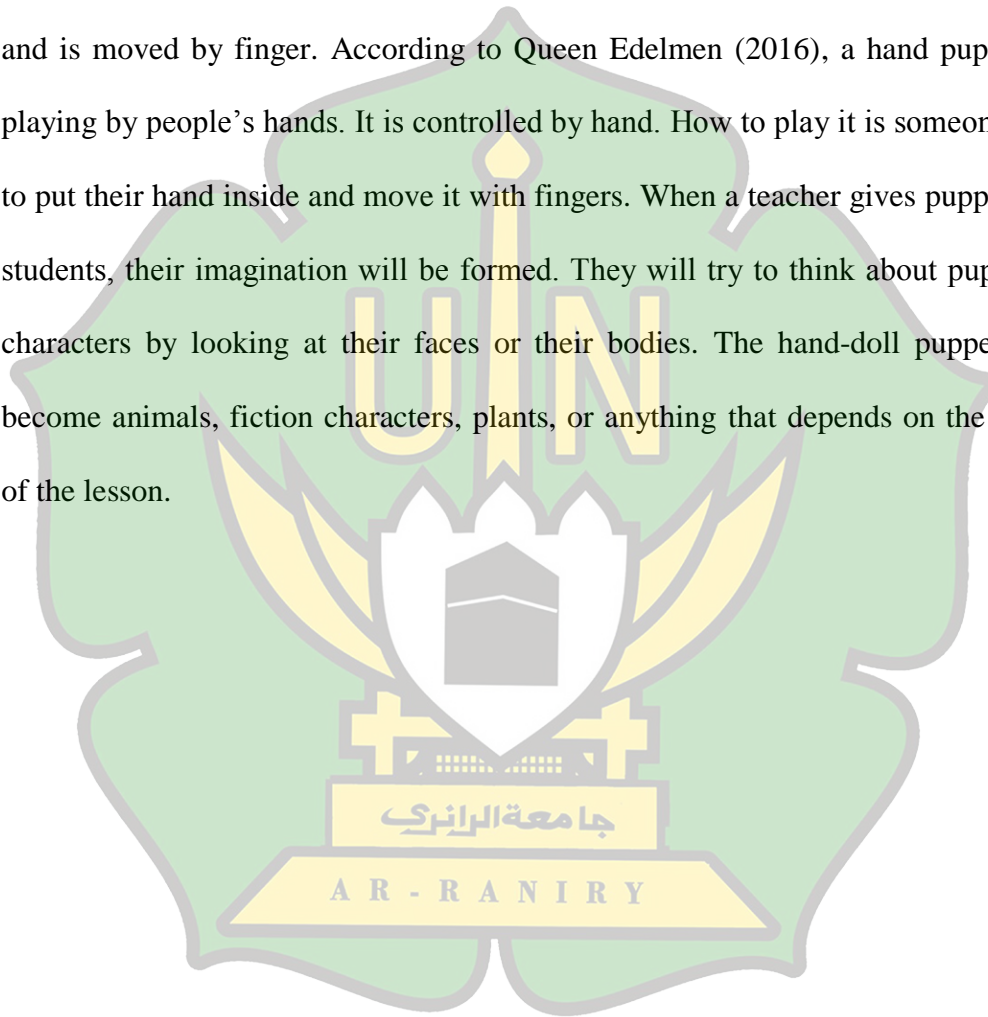 and is moved by finger. According to Queen Edelmen (2016), a hand pup
playing by people's hands. It is controlled by hand. How to play it is someon
to put their hand inside and move it with fingers. When a teacher gives pupp
students, their imagination will be formed. They will try to think about pup
characters by looking at their faces or their bodies. The hand-doll puppe
become animals, fiction characters, plants, or anything that depends on the
of the lesson.
UIN
جامعة الرانري
AR-RANIRY